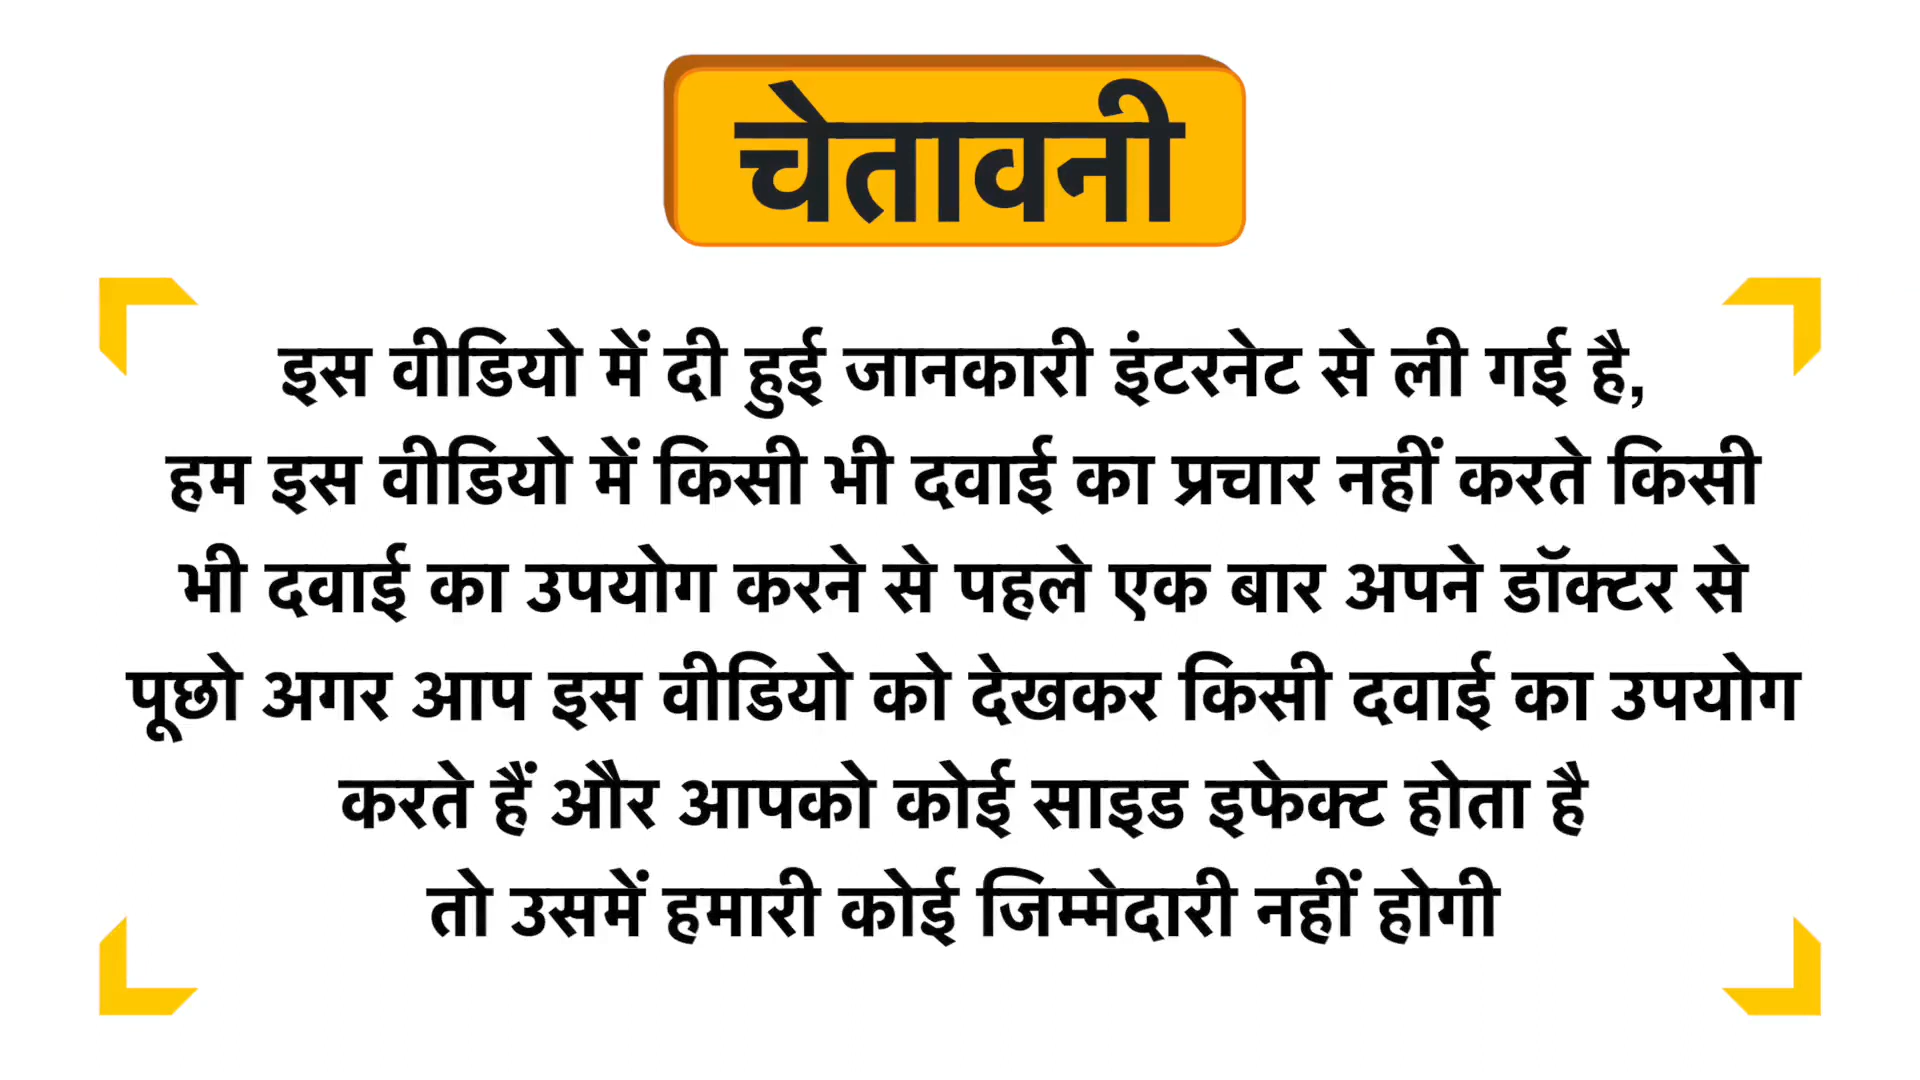 चेतावनी
इस वीडियो में दी हुई जानकारी इंटरनेट से ली गई है,
हम इस वीडियो में किसी भी दवाई का प्रचार नहीं करते किसी
भी दवाई का उपयोग करने से पहले एक बार अपने डॉक्टर से
पूछो अगर आप इस वीडियो को देखकर किसी दवाई का उपयोग
करते हैं और आपको कोई साइड इफेक्ट होता है
तो उसमें हमारी कोई जिम्मेदारी नहीं होगी